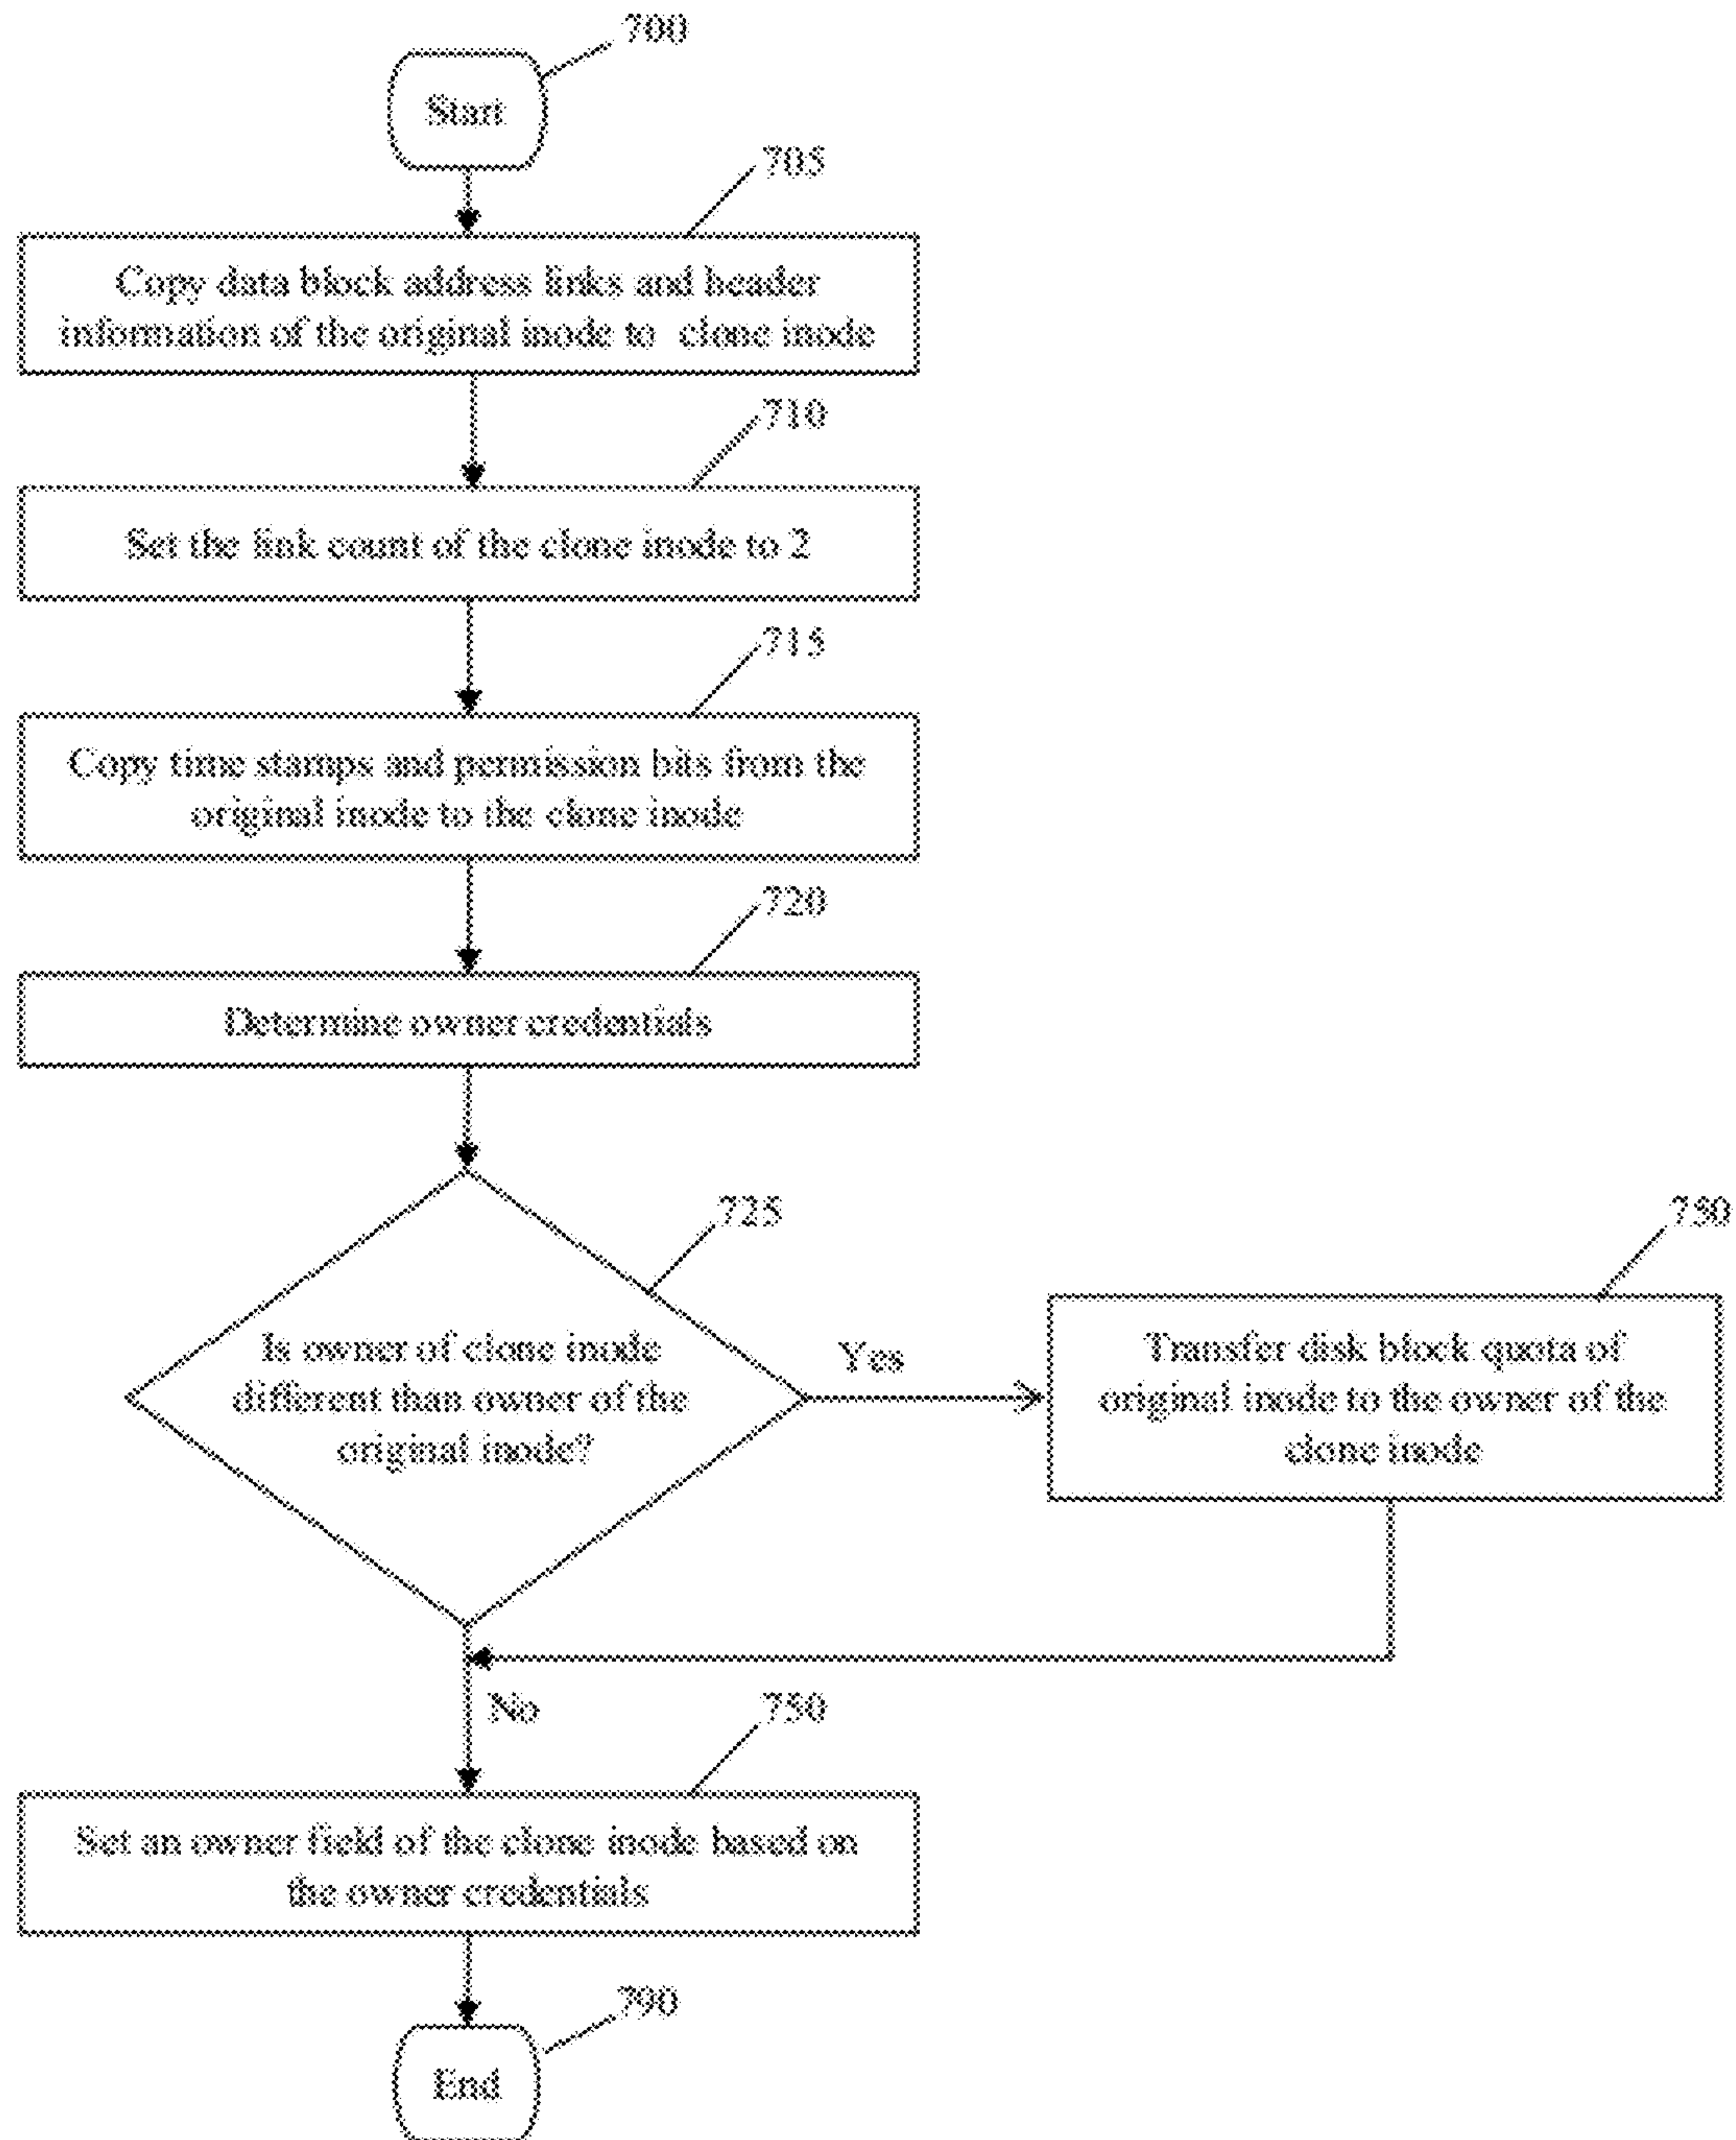 700
Start
705
Copy data block address links and header
information of the original inode to clone inode
710
Set the link count of the clone inode to 2
715
Copy time stamps and permission bits from the
original inode to the clone inode
720
Determine owner credentials
725
Is owner of clone inode
different than owner of the
original inode?
Yes
750
Transfer disk block quota of
original inode to the owner of the
clone inode
No
750
Set an owner field of the clone inode based on
the owner credentials
790
End